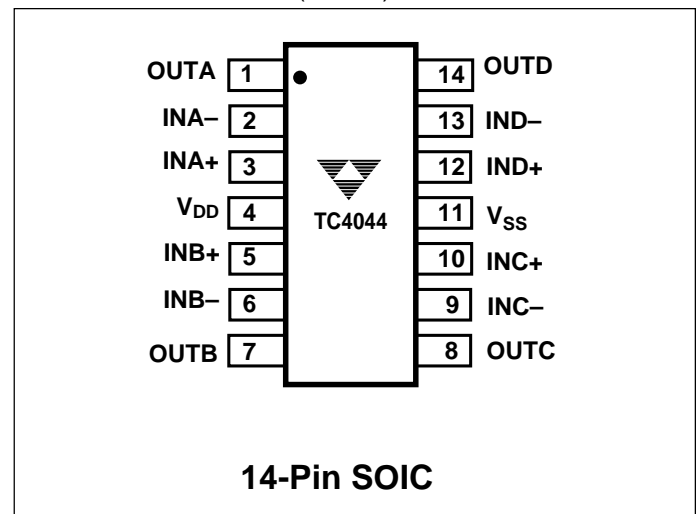 OUTA 1 14 OUTD
INA– 2 13 IND–
INA+ 3 12 IND+
VDD 4 TC4044 11 VSS
INB+ 5 10 INC+
INB– 6 9 INC–
OUTB 7 8 OUTC
14-Pin SOIC